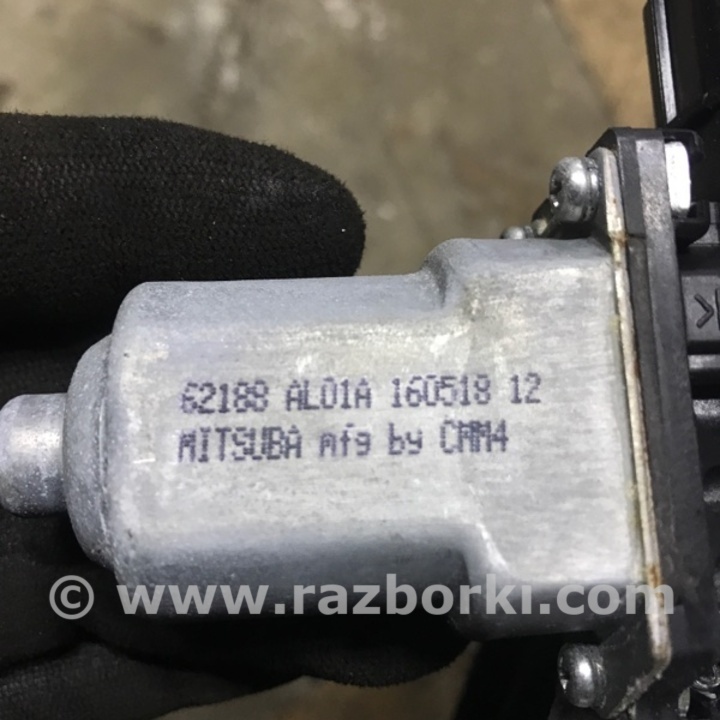 62188 AL01A 160518 12
MITSUBA mfg by CMM4
© www.razborki.com